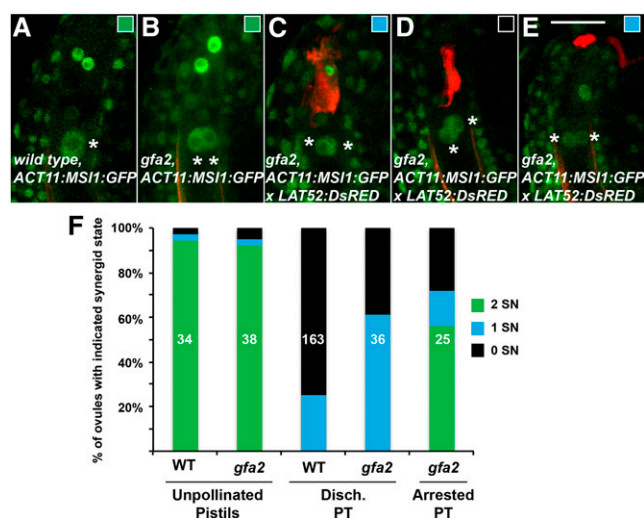 A
B
C
D
E
*
* *
* *
*
*
* *
wild type,
ACT11:MSI1:GFP
gfa2,
ACT11:MSI1:GFP
gfa2,
ACT11:MSI1:GFP
x LAT52:DsRED
gfa2,
ACT11:MSI1:GFP
x LAT52:DsRED
gfa2,
ACT11:MSI1:GFP
x LAT52:DsRED
F
% of ovules with indicated synergid state
100%
80%
60%
40%
20%
34
38
163
36
25
2 SN
1 SN
0 SN
WT
gfa2
WT
gfa2
gfa2
Unpollinated
Pistils
Disch.
PT
Arrested
PT